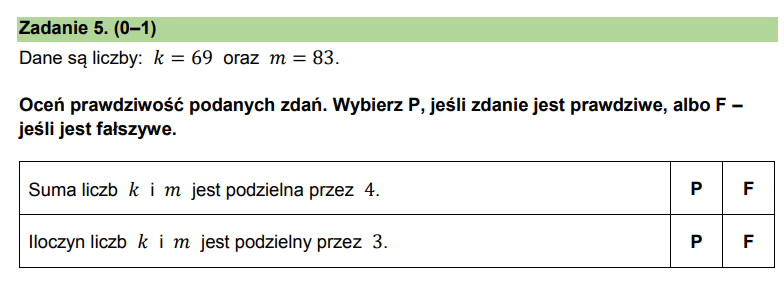 Zadanie 5. (0–1)
Dane są liczby: k = 69 oraz m = 83.
Oceń prawdziwość podanych zdań. Wybierz P, jeśli zdanie jest prawdziwe, albo F –
jeśli jest fałszywe.
Suma liczb k i m jest podzielna przez 4. P F
Iloczyn liczb k i m jest podzielny przez 3. P F